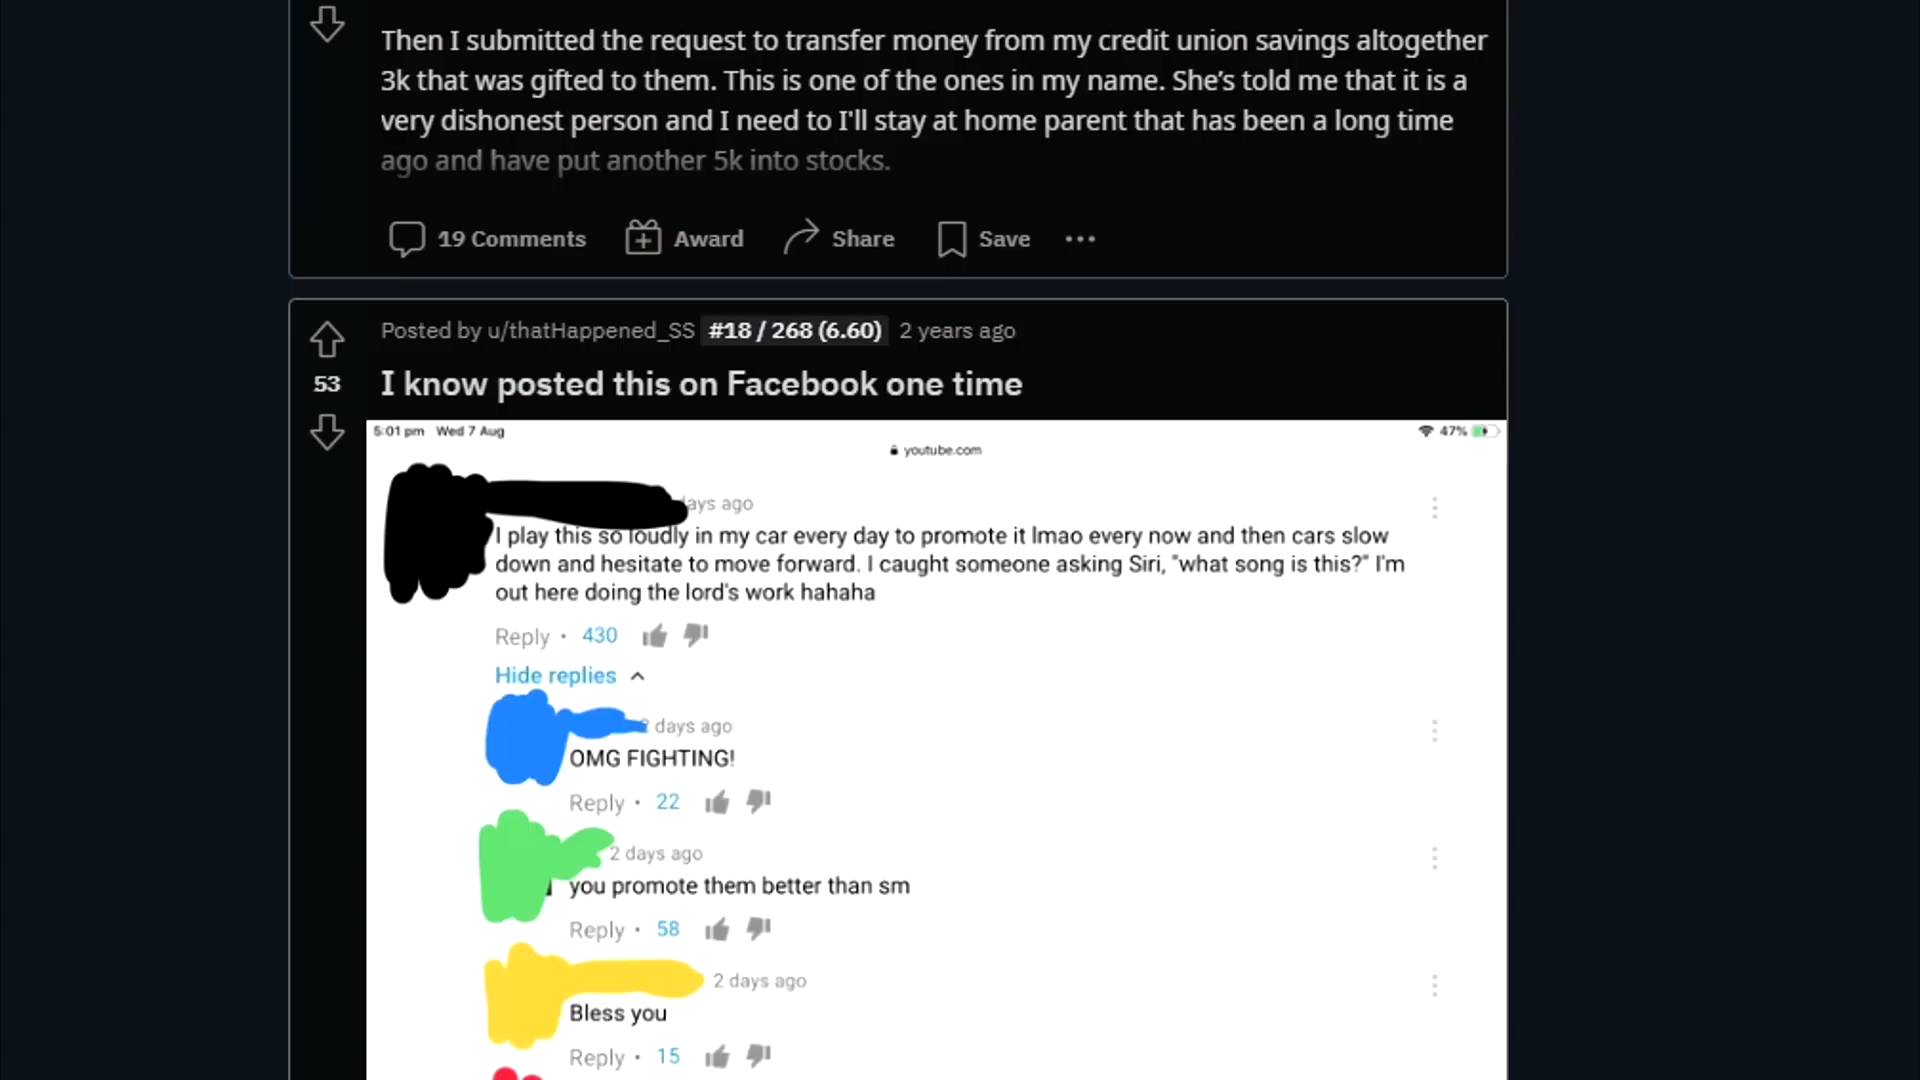 Then I submitted the request to transfer money from my credit union savings altogether
3k that was gifted to them. This is one of the ones in my name. She's told me that it is a
very dishonest person and I need to I'll stay at home parent that has been a long time
ago and have put another 5k into stocks.
19 Comments Award Share Save
Posted by u/thatHappened_SS #18 / 268 (6.60) 2 years ago
53
I know posted this on Facebook one time
5:01 pm Wed 7 Aug 47%
youtube.com
days ago
I play this so loudly in my car every day to promote it lmao every now and then cars slow
down and hesitate to move forward. I caught someone asking Siri, "what song is this?" I'm
out here doing the lord's work hahaha
Reply • 430
Hide replies
2 days ago
OMG FIGHTING!
Reply • 22
2 days ago
you promote them better than sm
Reply • 58
2 days ago
Bless you
Reply • 15